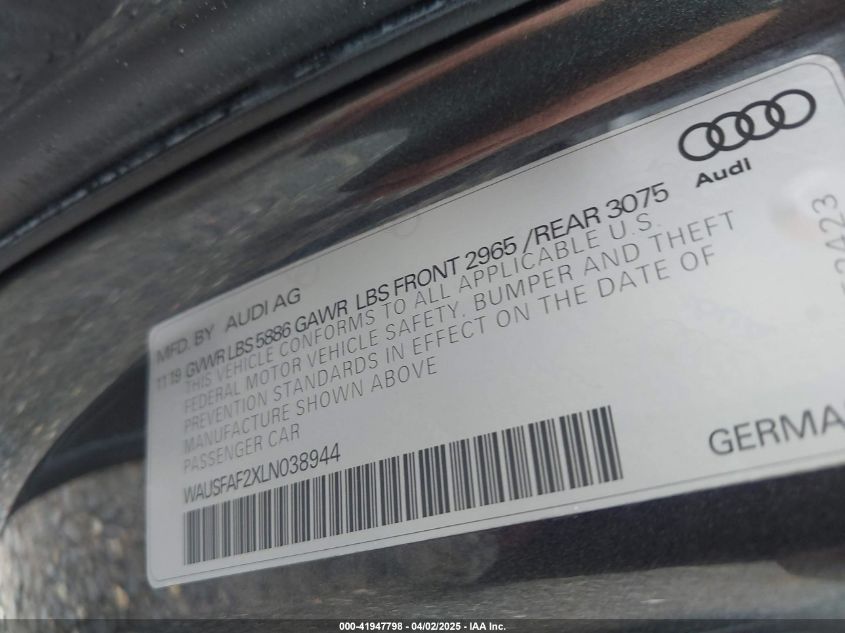 Audi
MFD. BY AUDI AG
11 19 GVWR LBS 5886 GAWR LBS FRONT 2965 /REAR 3075
THIS VEHICLE CONFORMS TO ALL APPLICABLE U.S.
FEDERAL MOTOR VEHICLE SAFETY, BUMPER AND THEFT
PREVENTION STANDARDS IN EFFECT ON THE DATE OF
MANUFACTURE SHOWN ABOVE
PASSENGER CAR
WAUSFAF2XLN038944
GERMA
000-41947798 - 04/02/2025 - IAA Inc.